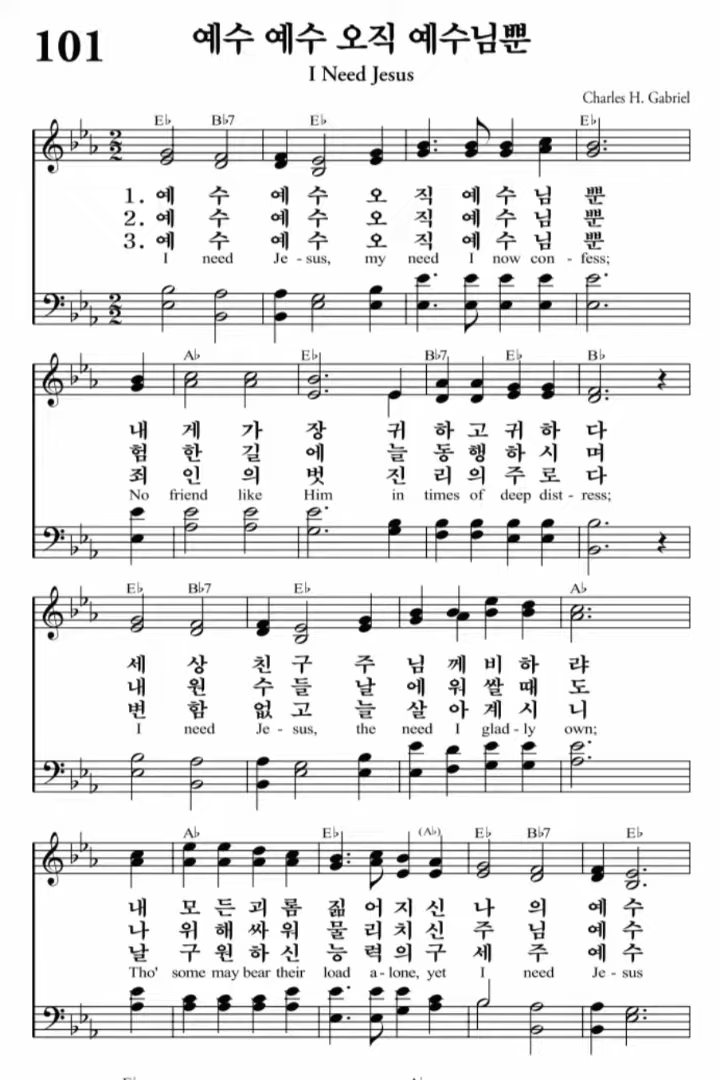 101
예수 예수 오직 예수님뿐
I Need Jesus
Charles H. Gabriel
E♭ B♭7 E♭ E♭
1. 예 수 예 수 오 직 예 수 님 뿐
2. 예 수 예 수 오 직 예 수 님 뿐
3. 예 수 예 수 오 직 예 수 님 뿐
I need Je - sus, my need I now con - fess;
A♭ E♭ B♭7 E♭ B♭
내 게 가 장 귀 하 고 귀 하 다
험 한 길 에 늘 동 행 하 시 며
죄 인 의 벗 진 리 의 주 로 다
No friend like Him in times of deep dist - ress;
E♭ B♭7 E♭ A♭
세 상 친 구 주 님 께 비 하 랴
내 원 수 들 날 에 워 쌀 때 도
변 함 없 고 늘 살 아 계 시 니
I need Je - sus, the need I glad - ly own;
A♭ E♭ (A♭) E♭ B♭7 E♭
내 모 든 괴 롬 짊 어 지 신 나 의 예 수
나 위 해 싸 워 물 리 치 신 주 님 예 수
날 구 원 하 신 능 력 의 구 세 주 예 수
Tho' some may bear their load a - lone, yet I need Je - sus